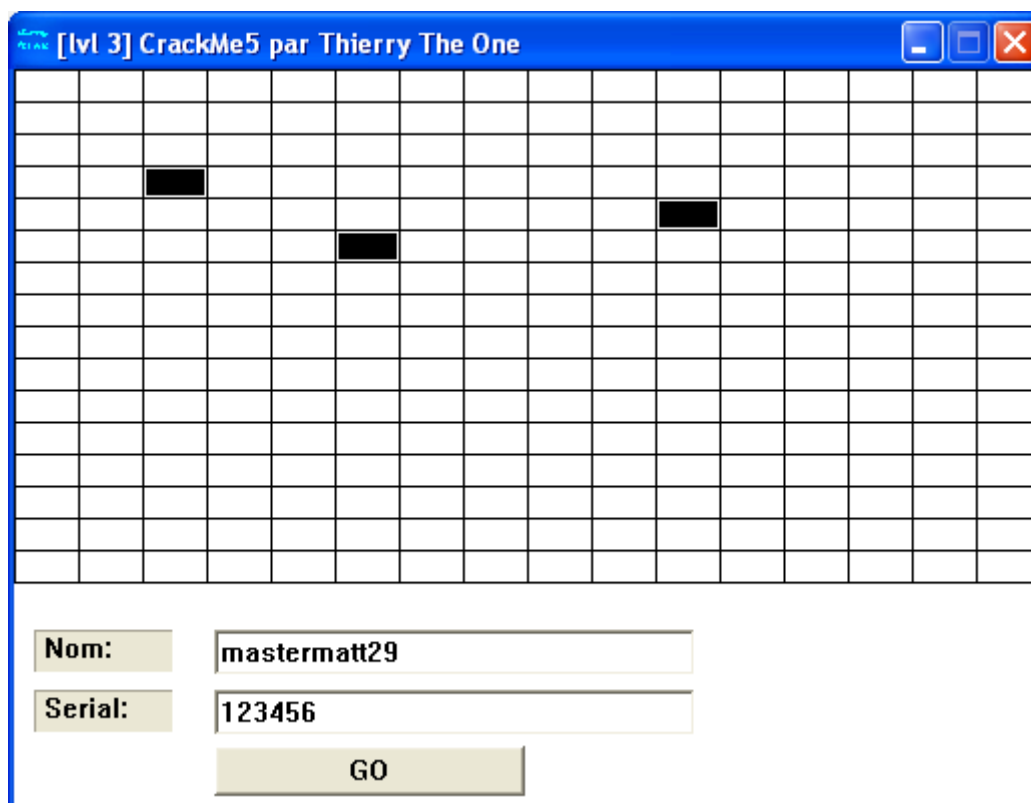 [lvl 3] CrackMe5 par Thierry The One
Nom:
mastermatt29
Serial:
123456
GO